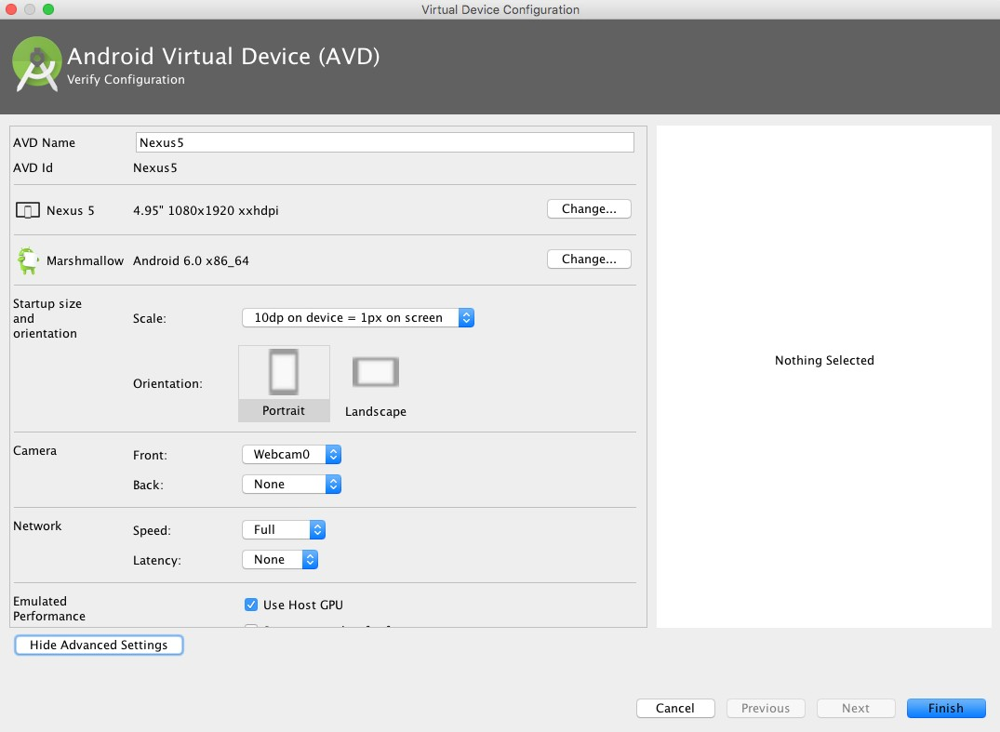 Virtual Device Configuration
Android Virtual Device (AVD)
Verify Configuration
AVD Name Nexus5
AVD Id Nexus5
Nexus 5 4.95" 1080x1920 xxhdpi Change...
Marshmallow Android 6.0 x86_64 Change...
Startup size
and
orientation
Scale: 10dp on device = 1px on screen
Orientation:
Portrait Landscape
Nothing Selected
Camera Front: Webcam0
Back: None
Network Speed: Full
Latency: None
Emulated
Performance
Use Host GPU
Hide Advanced Settings
Cancel Previous Next Finish